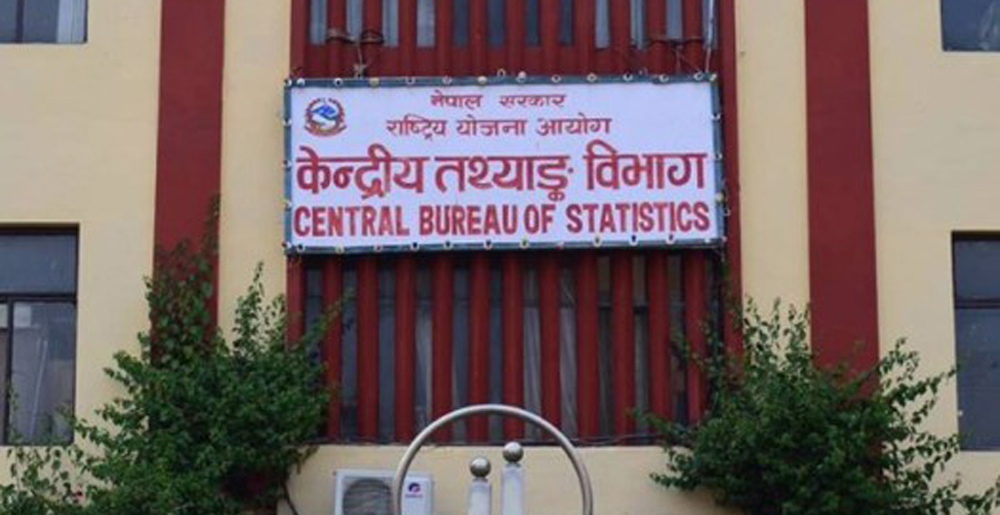 नेपाल सरकार
राष्ट्रिय योजना आयोग
केन्द्रीय तथ्याङ्क विभाग
CENTRAL BUREAU OF STATISTICS